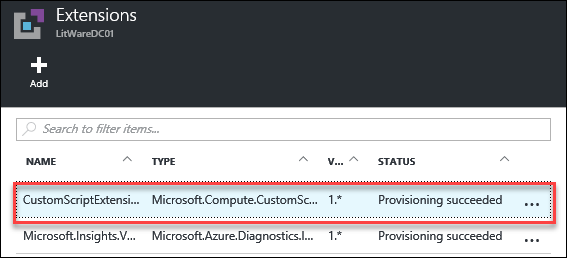 Extensions
LitWareDC01
Add
Search to filter items...
NAME TYPE V... STATUS
CustomScriptExtensi... Microsoft.Compute.CustomSc... 1.* Provisioning succeeded ...
Microsoft.Insights.V... Microsoft.Azure.Diagnostics.I... 1.* Provisioning succeeded ...